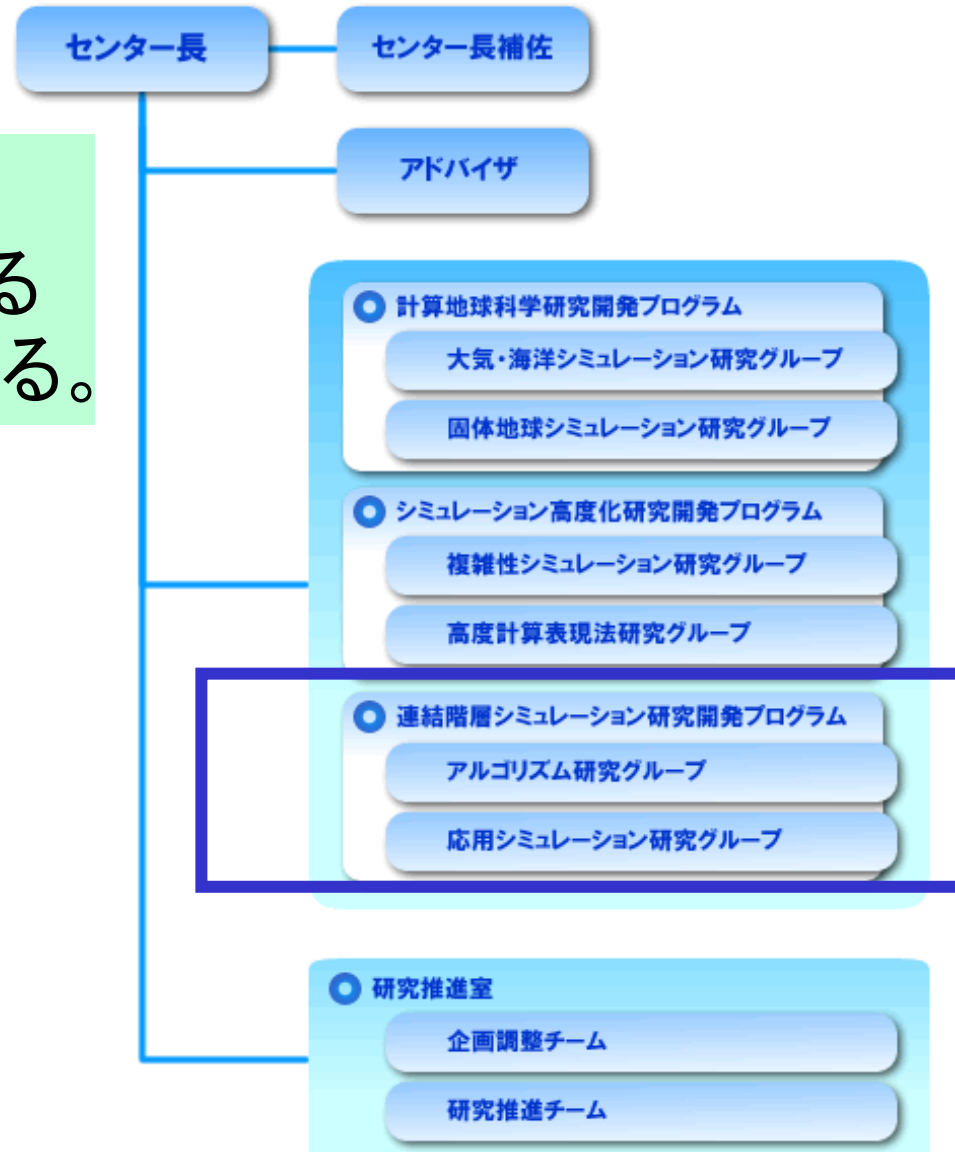 センター長
センター長補佐
アドバイザ
る
る。
計算地球科学研究開発プログラム
大気・海洋シミュレーション研究グループ
固体地球シミュレーション研究グループ
シミュレーション高度化研究開発プログラム
複雑性シミュレーション研究グループ
高度計算表現法研究グループ
連結階層シミュレーション研究開発プログラム
アルゴリズム研究グループ
応用シミュレーション研究グループ
研究推進室
企画調整チーム
研究推進チーム